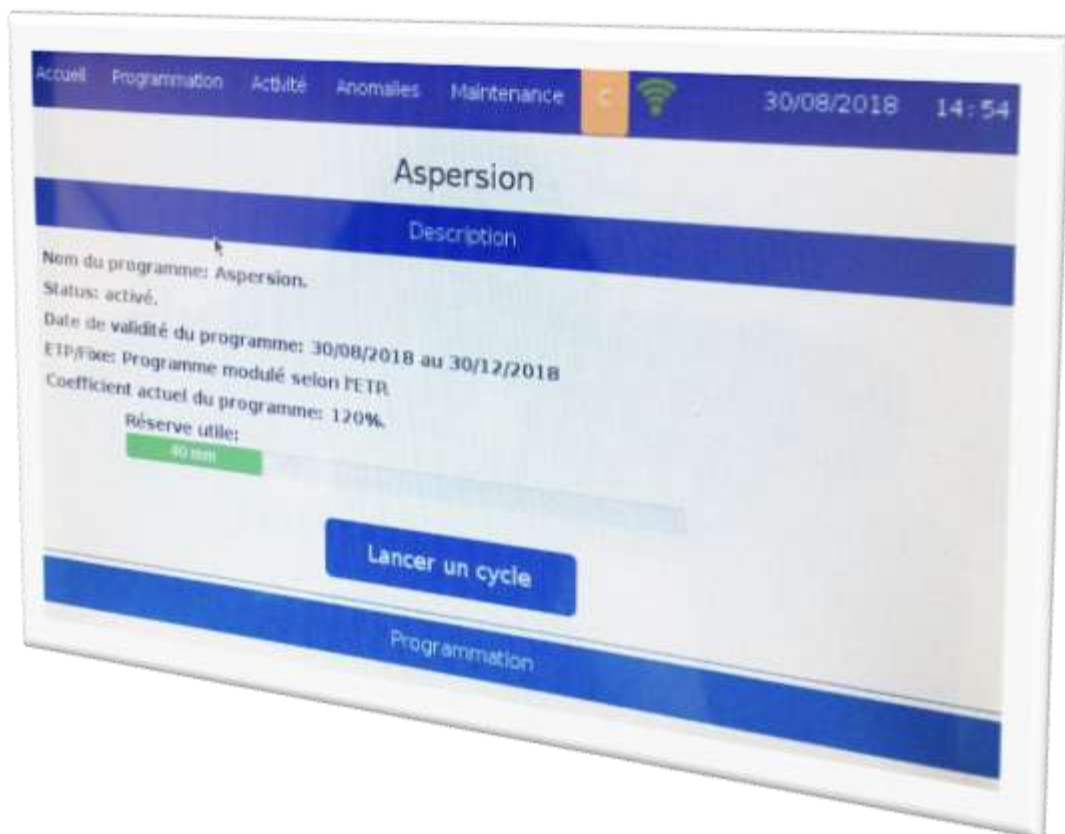 Accueil Programmation Activité Anomalies Maintenance C 30/08/2018 14:54
Aspersion
Description
Nom du programme: Aspersion.
Status: activé.
Date de validité du programme: 30/08/2018 au 30/12/2018
ETP/Fixe: Programme modulé selon l'ETP.
Coefficient actuel du programme: 120%.
Réserve utile:
40 mm
Lancer un cycle
Programmation